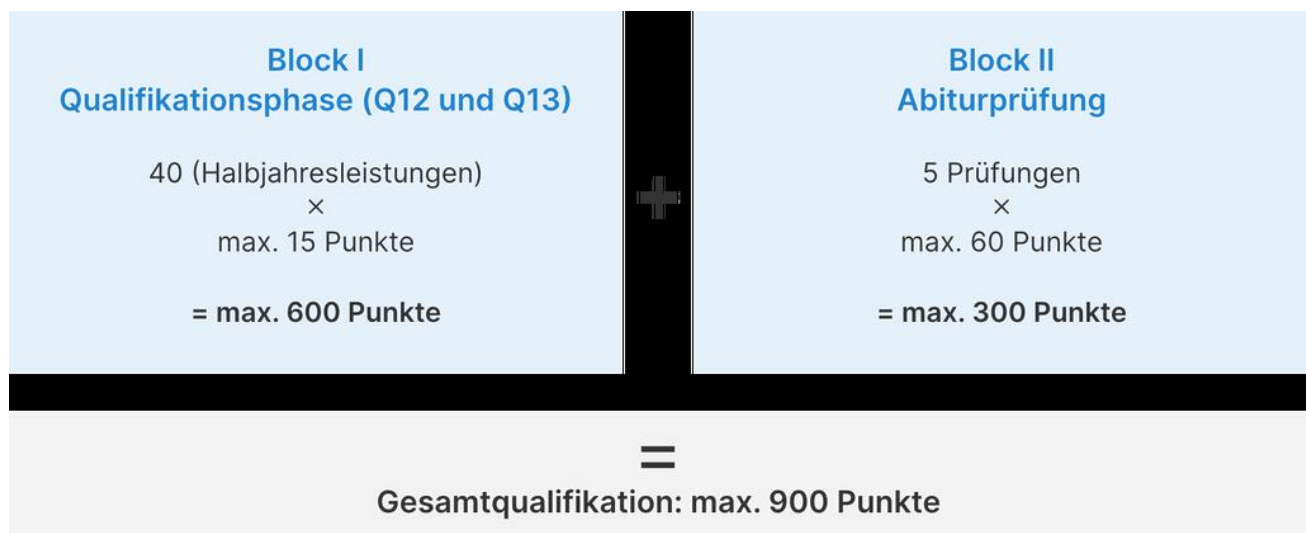 Block I
Qualifikationsphase (Q12 und Q13)
40 (Halbjahresleistungen)
×
max. 15 Punkte
= max. 600 Punkte
+
Block II
Abiturprüfung
5 Prüfungen
×
max. 60 Punkte
= max. 300 Punkte
=
Gesamtqualifikation: max. 900 Punkte